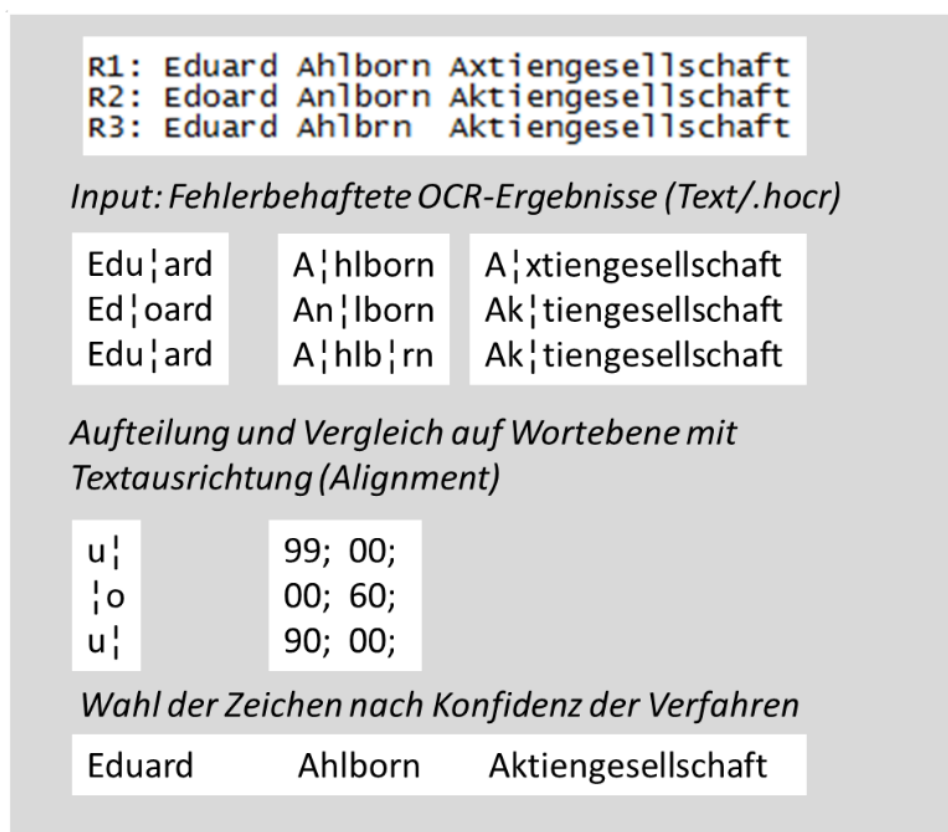 R1: Eduard Ahlborn Axtiengesellschaft
R2: Edoard Anlborn Aktiengesellschaft
R3: Eduard Ahlbrn Aktiengesellschaft
Input: Fehlerbehaftete OCR-Ergebnisse (Text/.hocr)
Edu¦ard A¦hlborn A¦xtiengesellschaft
Ed¦oard An¦lborn Ak¦tiengesellschaft
Edu¦ard A¦hlb¦rn Ak¦tiengesellschaft
Aufteilung und Vergleich auf Wortebene mit
Textausrichtung (Alignment)
u¦ 99; 00;
¦o 00; 60;
u¦ 90; 00;
Wahl der Zeichen nach Konfidenz der Verfahren
Eduard Ahlborn Aktiengesellschaft